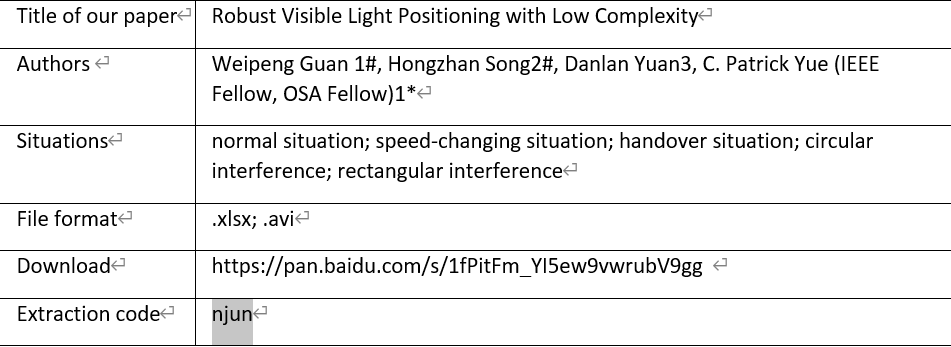 Title of our paper Robust Visible Light Positioning with Low Complexity
Authors Weipeng Guan 1#, Hongzhan Song2#, Danlan Yuan3, C. Patrick Yue (IEEE
Fellow, OSA Fellow)1*
Situations normal situation; speed-changing situation; handover situation; circular
interference; rectangular interference
File format .xlsx; .avi
Download https://pan.baidu.com/s/1fPitFm_YI5ew9vwrubV9gg
Extraction code njun